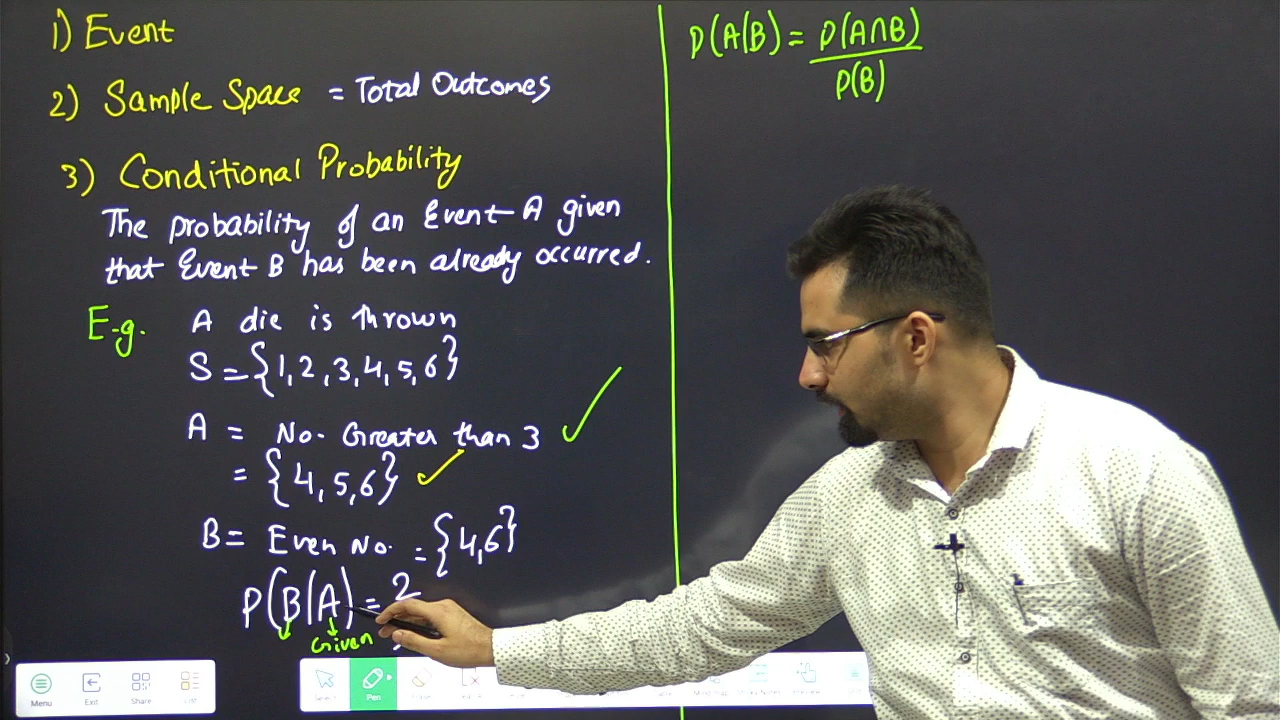 1) Event
2) Sample Space = Total Outcomes
3) Conditional Probability
The probability of an Event A given
that Event B has been already occurred.
E-g. A die is thrown
S = {1,2,3,4,5,6}
A = No. Greater than 3
= {4,5,6}
B = Even No. = {4,6}
P(B|A) = 2
Given
P(A|B) = P(A∩B)
P(B)
Menu
Exit
Share
Select
Pen